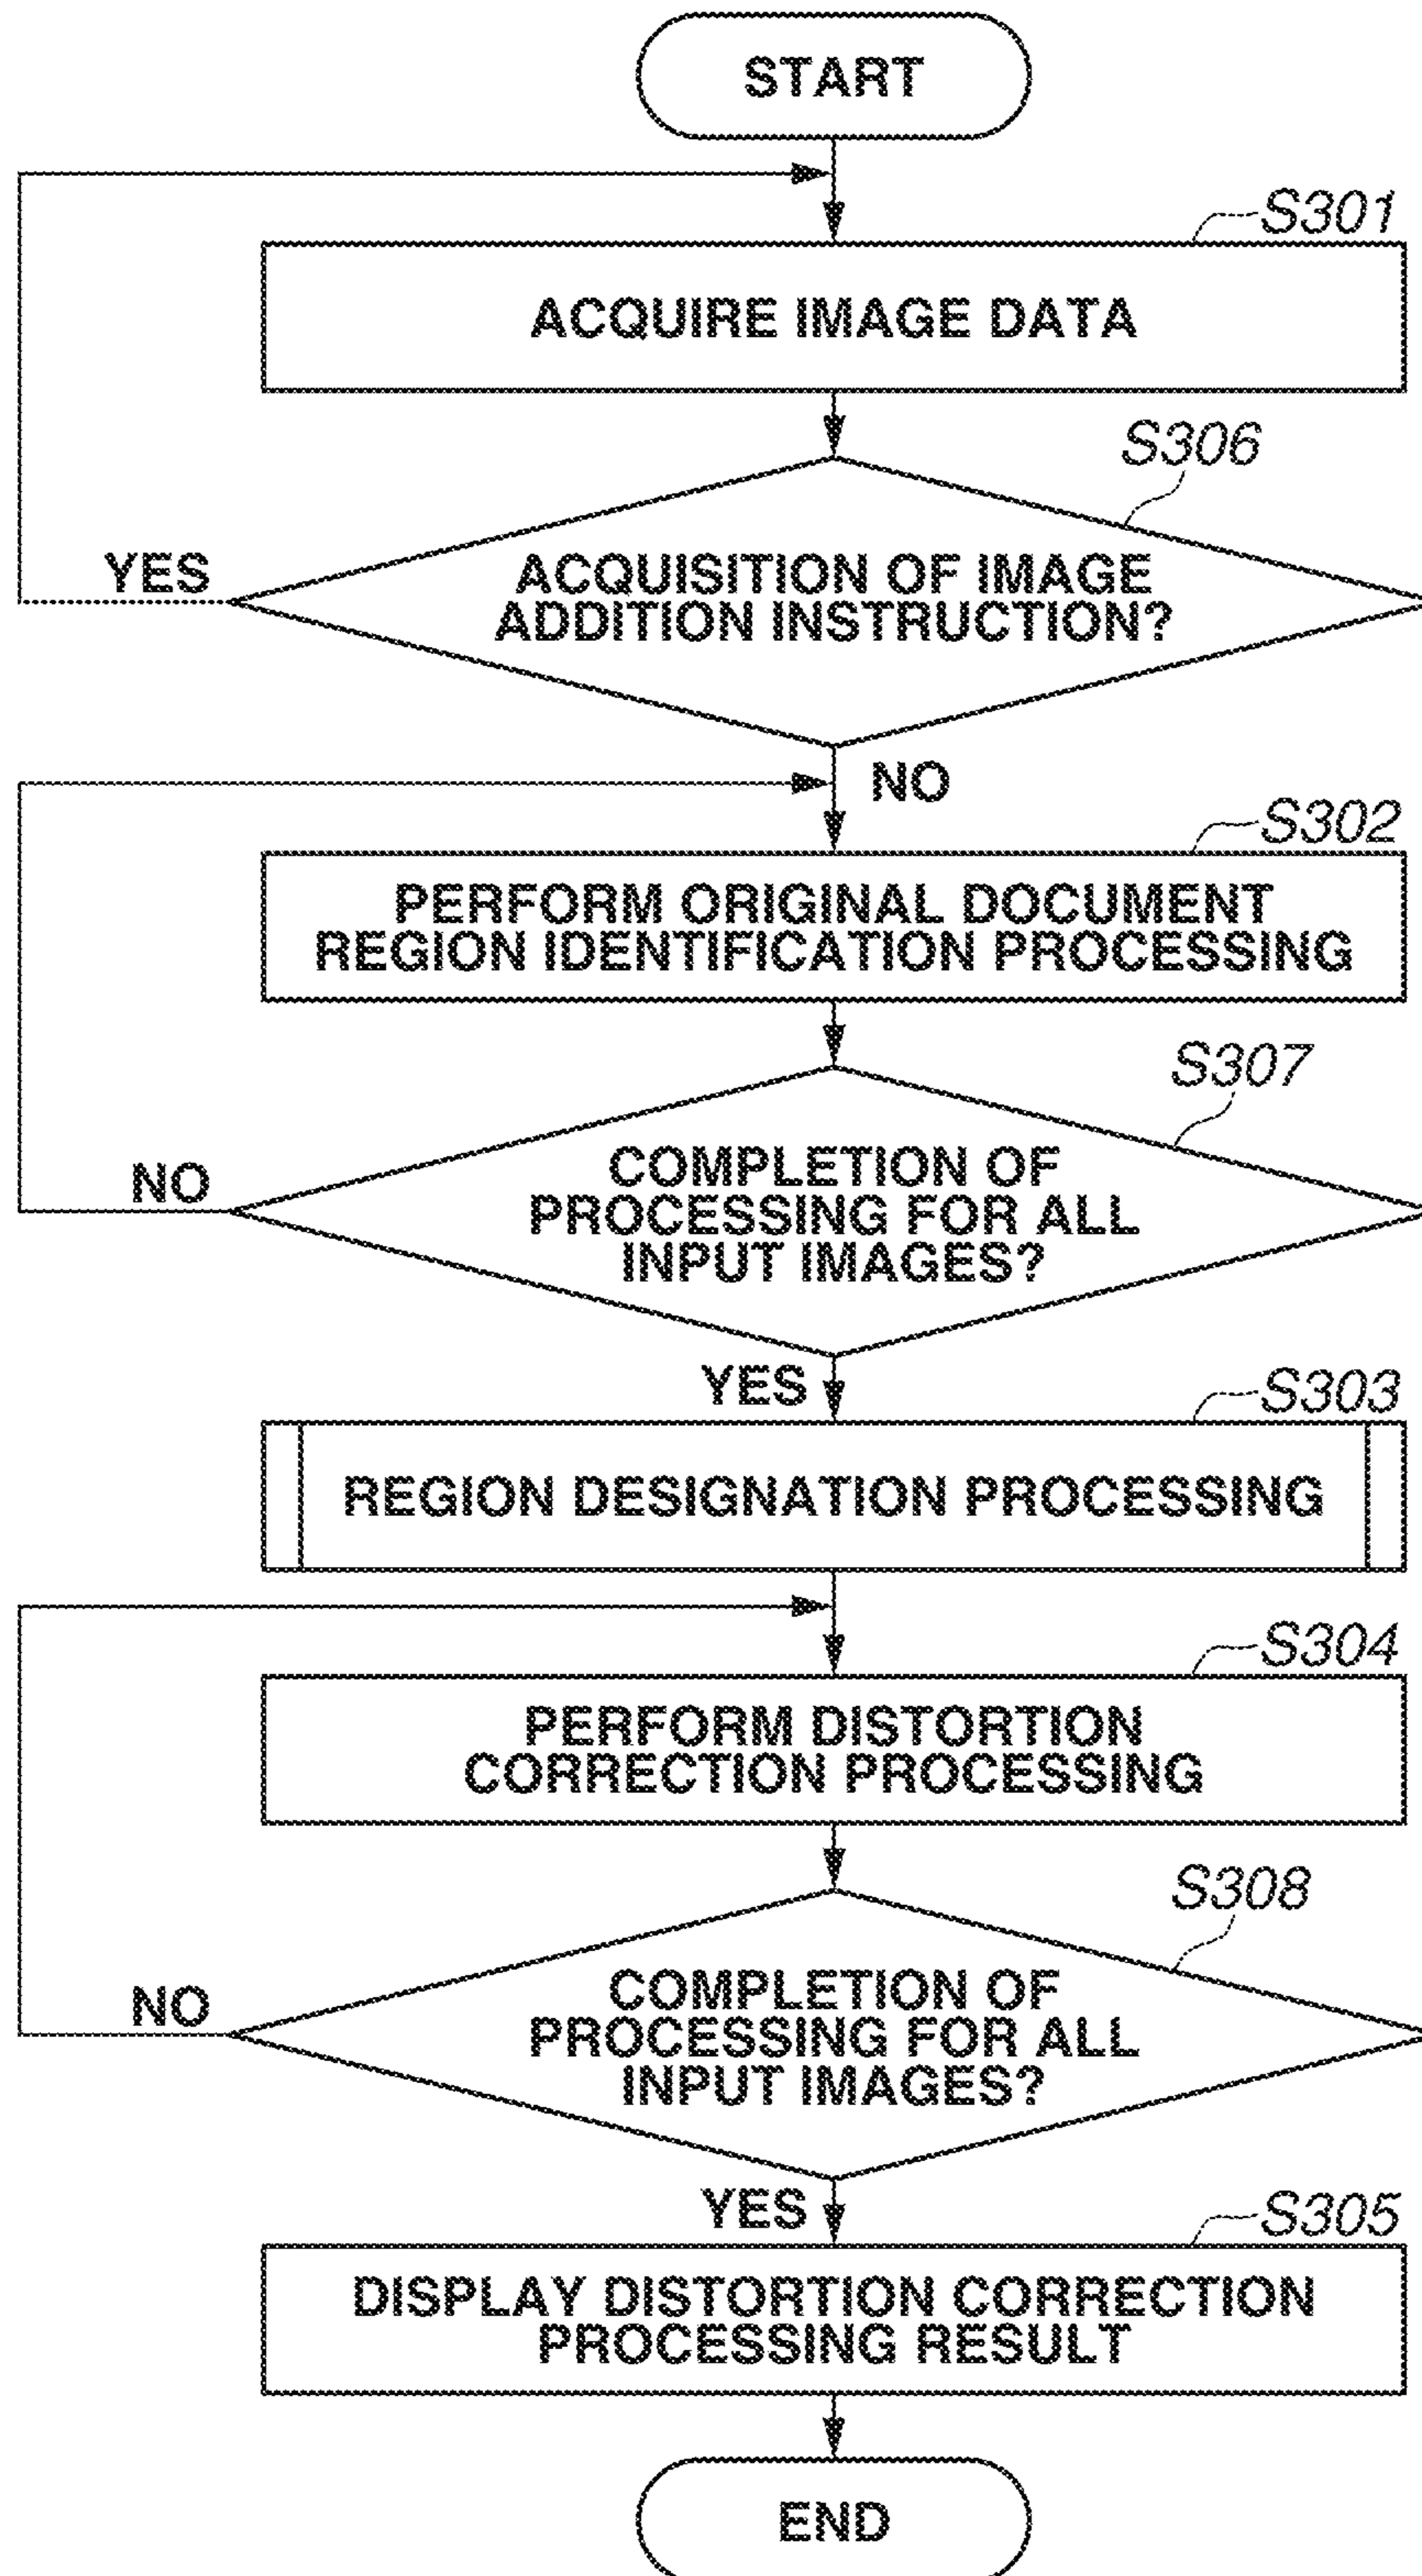 START
S301
ACQUIRE IMAGE DATA
S306
YES
ACQUISITION OF IMAGE
ADDITION INSTRUCTION?
NO
S302
PERFORM ORIGINAL DOCUMENT
REGION IDENTIFICATION PROCESSING
S307
NO
COMPLETION OF
PROCESSING FOR ALL
INPUT IMAGES?
YES
S303
REGION DESIGNATION PROCESSING
S304
PERFORM DISTORTION
CORRECTION PROCESSING
S308
NO
COMPLETION OF
PROCESSING FOR ALL
INPUT IMAGES?
YES
S305
DISPLAY DISTORTION CORRECTION
PROCESSING RESULT
END